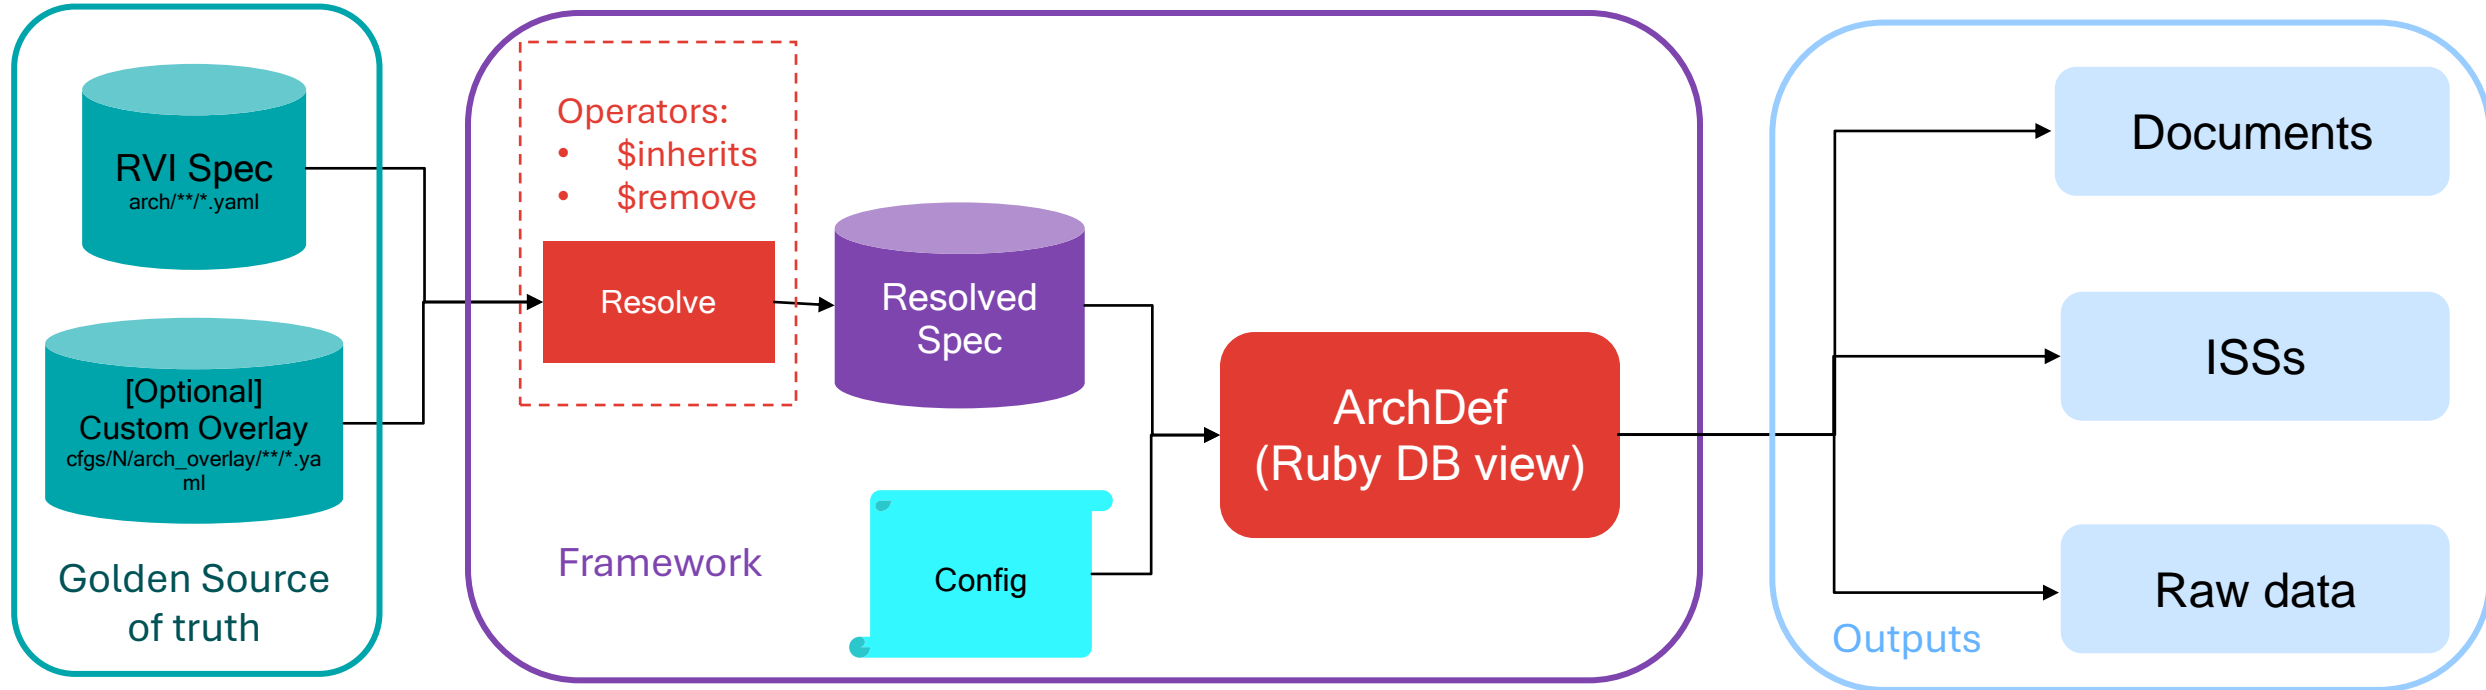 RVI Spec
arch/**/*.yaml
[Optional]
Custom Overlay
cfgs/N/arch_overlay/**/*.ya
ml
Golden Source
of truth
Operators:
• $inherits
• $remove
Resolve
Resolved
Spec
Framework
Config
ArchDef
(Ruby DB view)
Documents
ISSs
Raw data
Outputs